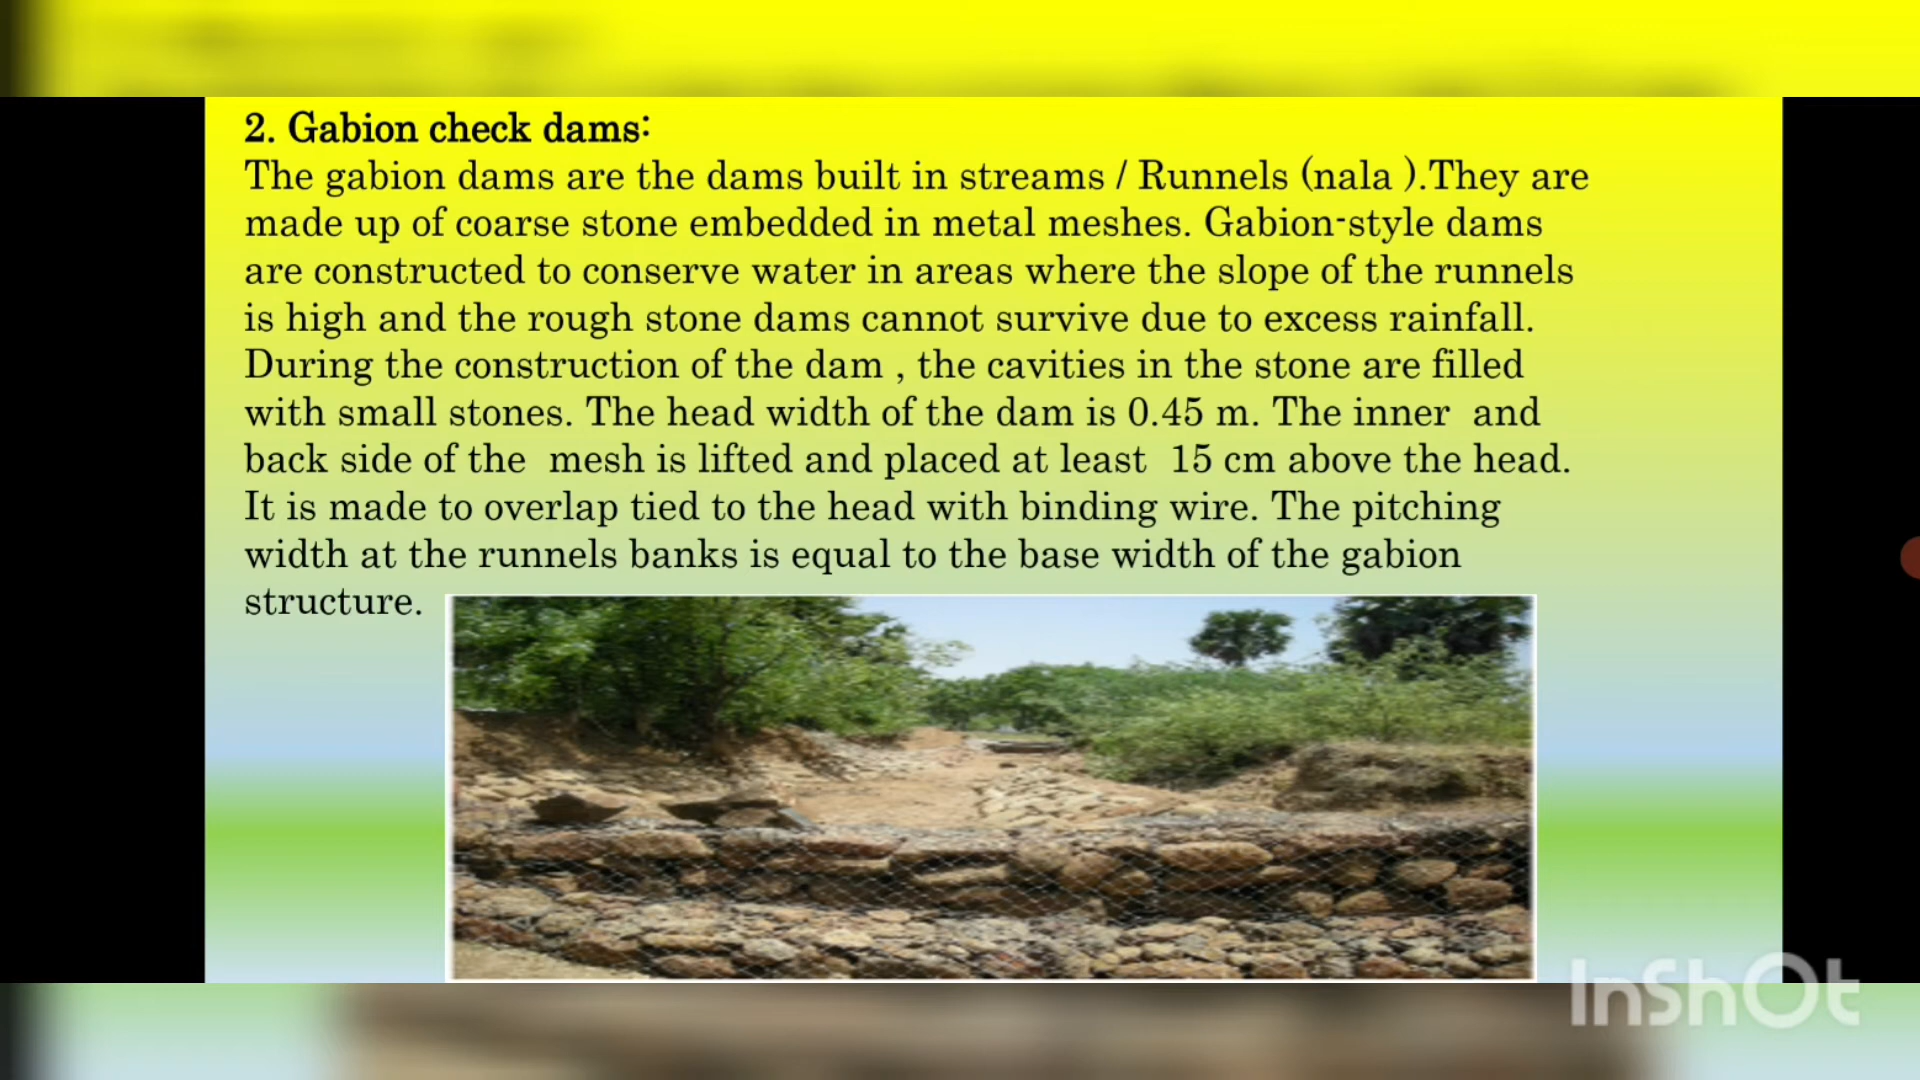 2. Gabion check dams:
The gabion dams are the dams built in streams / Runnels (nala ).They are
made up of coarse stone embedded in metal meshes. Gabion-style dams
are constructed to conserve water in areas where the slope of the runnels
is high and the rough stone dams cannot survive due to excess rainfall.
During the construction of the dam , the cavities in the stone are filled
with small stones. The head width of the dam is 0.45 m. The inner  and
back side of the  mesh is lifted and placed at least  15 cm above the head.
It is made to overlap tied to the head with binding wire. The pitching
width at the runnels banks is equal to the base width of the gabion
structure.
InShOt